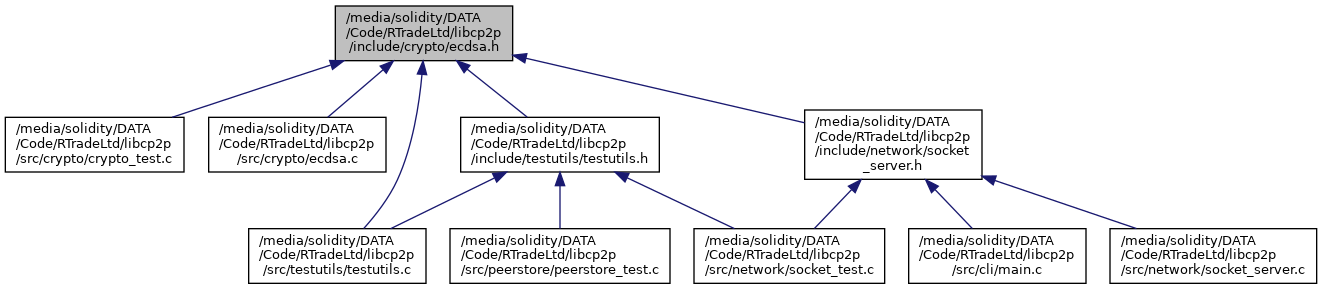 /media/solidity/DATA
/Code/RTradeLtd/libcp2p
/include/crypto/ecdsa.h
/media/solidity/DATA
/Code/RTradeLtd/libcp2p
/src/crypto/crypto_test.c
/media/solidity/DATA
/Code/RTradeLtd/libcp2p
/src/crypto/ecdsa.c
/media/solidity/DATA
/Code/RTradeLtd/libcp2p
/include/testutils/testutils.h
/media/solidity/DATA
/Code/RTradeLtd/libcp2p
/include/network/socket
_server.h
/media/solidity/DATA
/Code/RTradeLtd/libcp2p
/src/testutils/testutils.c
/media/solidity/DATA
/Code/RTradeLtd/libcp2p
/src/peerstore/peerstore_test.c
/media/solidity/DATA
/Code/RTradeLtd/libcp2p
/src/network/socket_test.c
/media/solidity/DATA
/Code/RTradeLtd/libcp2p
/src/cli/main.c
/media/solidity/DATA
/Code/RTradeLtd/libcp2p
/src/network/socket_server.c